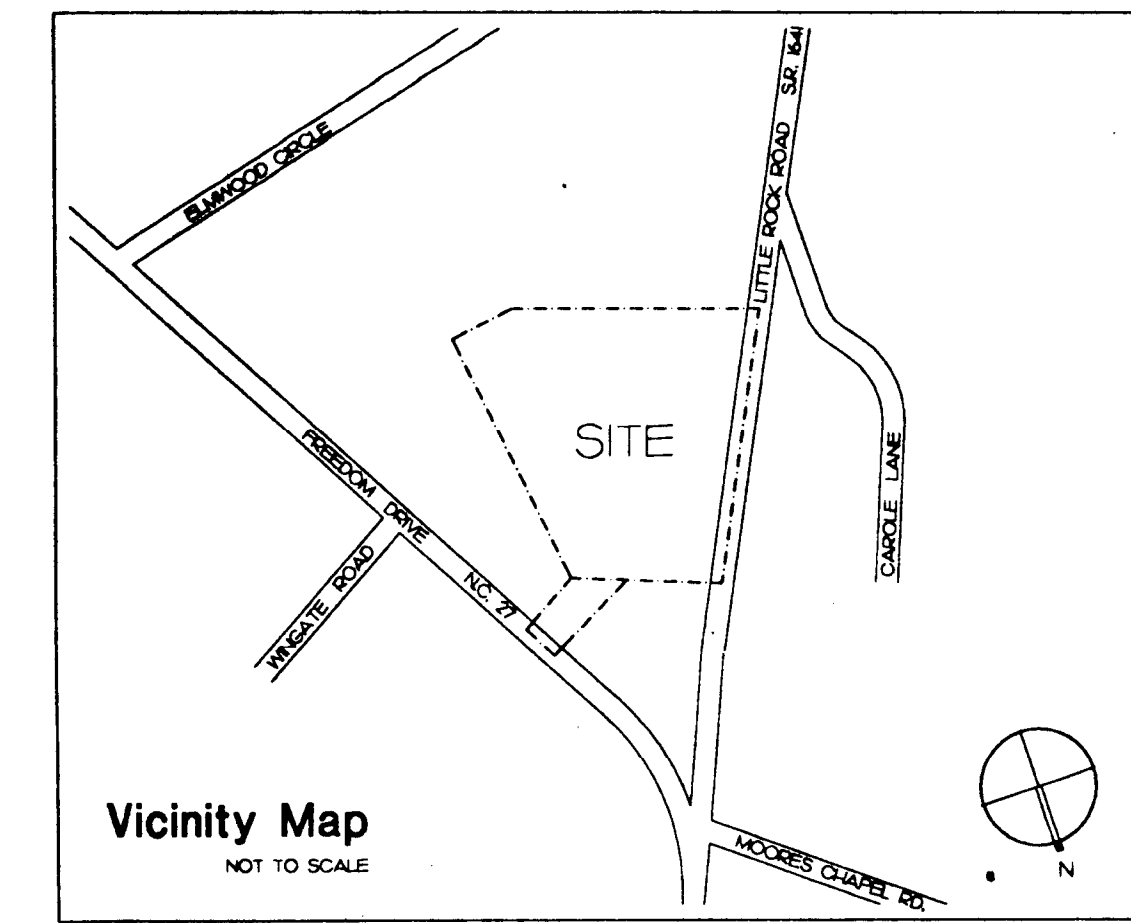 ELMWOOD CIRCLE
LITTLE ROCK ROAD S.R. 1641
FREEDOM DRIVE N.C. 27
SITE
CAROLE LANE
WINGATE ROAD
Vicinity Map
NOT TO SCALE
MOORES CHAPEL RD.
N